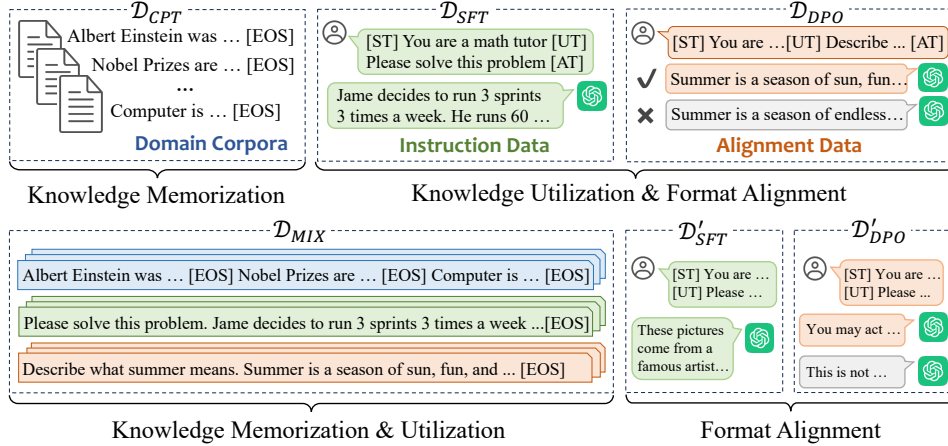 𝒟_CPT
Albert Einstein was … [EOS]
Nobel Prizes are … [EOS]
…
Computer is … [EOS]
Domain Corpora
Knowledge Memorization
𝒟_SFT
[ST] You are a math tutor [UT]
Please solve this problem [AT]
Jame decides to run 3 sprints
3 times a week. He runs 60 …
Instruction Data
𝒟_DPO
[ST] You are …[UT] Describe ... [AT]
✔ Summer is a season of sun, fun…
✖ Summer is a season of endless…
Alignment Data
Knowledge Utilization & Format Alignment
𝒟_MIX
Albert Einstein was … [EOS] Nobel Prizes are … [EOS] Computer is … [EOS]
Please solve this problem. Jame decides to run 3 sprints 3 times a week ...[EOS]
Describe what summer means. Summer is a season of sun, fun, and ... [EOS]
Knowledge Memorization & Utilization
𝒟′_SFT
[ST] You are …
[UT] Please …
These pictures
come from a
famous artist…
𝒟′_DPO
[ST] You are…
[UT] Please ...
You may act …
This is not …
Format Alignment